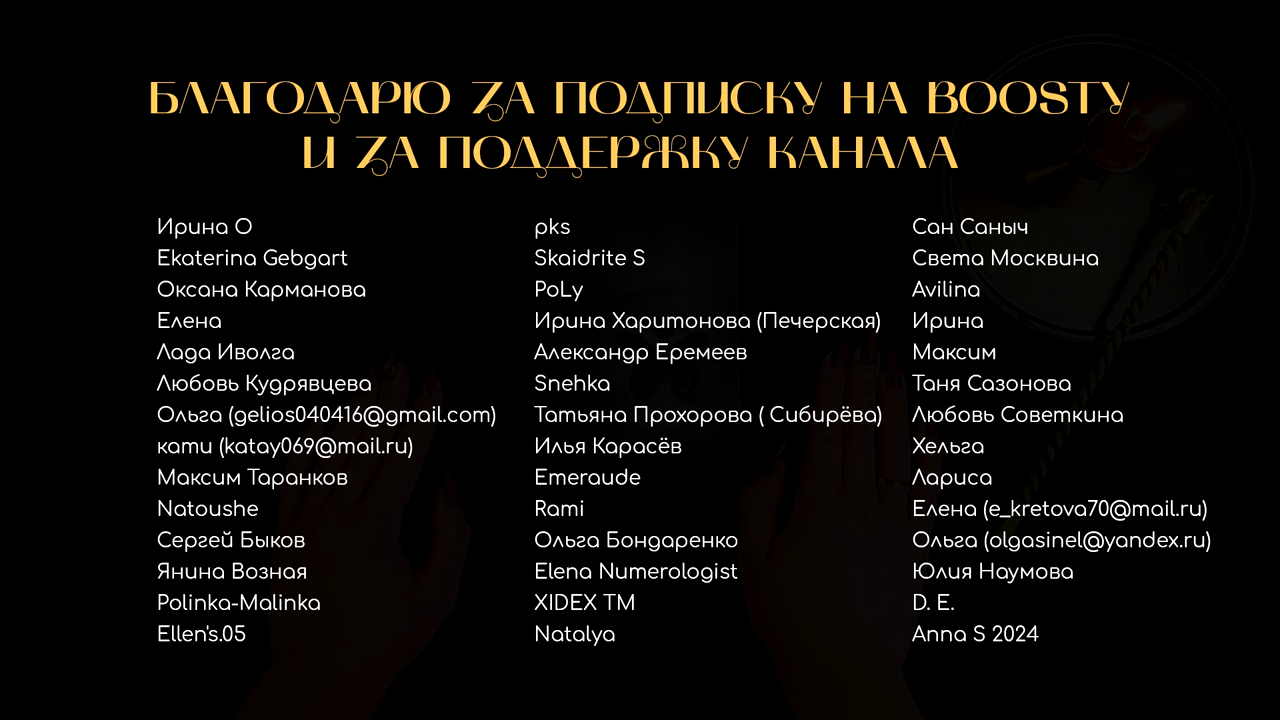 БЛАГОДАРЮ ЗА ПОДПИСКУ НА BOOSTY
И ЗА ПОДДЕРЖКУ КАНАЛА
Ирина О
Ekaterina Gebgart
Оксана Карманова
Елена
Лада Иволга
Любовь Кудрявцева
Ольга (gelios040416@gmail.com)
кати (katay069@mail.ru)
Максим Таранков
Natoushe
Сергей Быков
Янина Возная
Polinka-Malinka
Ellen's.05
pks
Skaidrite S
PoLy
Ирина Харитонова (Печерская)
Александр Еремеев
Snehka
Татьяна Прохорова ( Сибирёва)
Илья Карасёв
Emeraude
Rami
Ольга Бондаренко
Elena Numerologist
XIDEX TM
Natalya
Сан Саныч
Света Москвина
Avilina
Ирина
Максим
Таня Сазонова
Любовь Советкина
Хельга
Лариса
Елена (e_kretova70@mail.ru)
Ольга (olgasinel@yandex.ru)
Юлия Наумова
D. E.
Anna S 2024